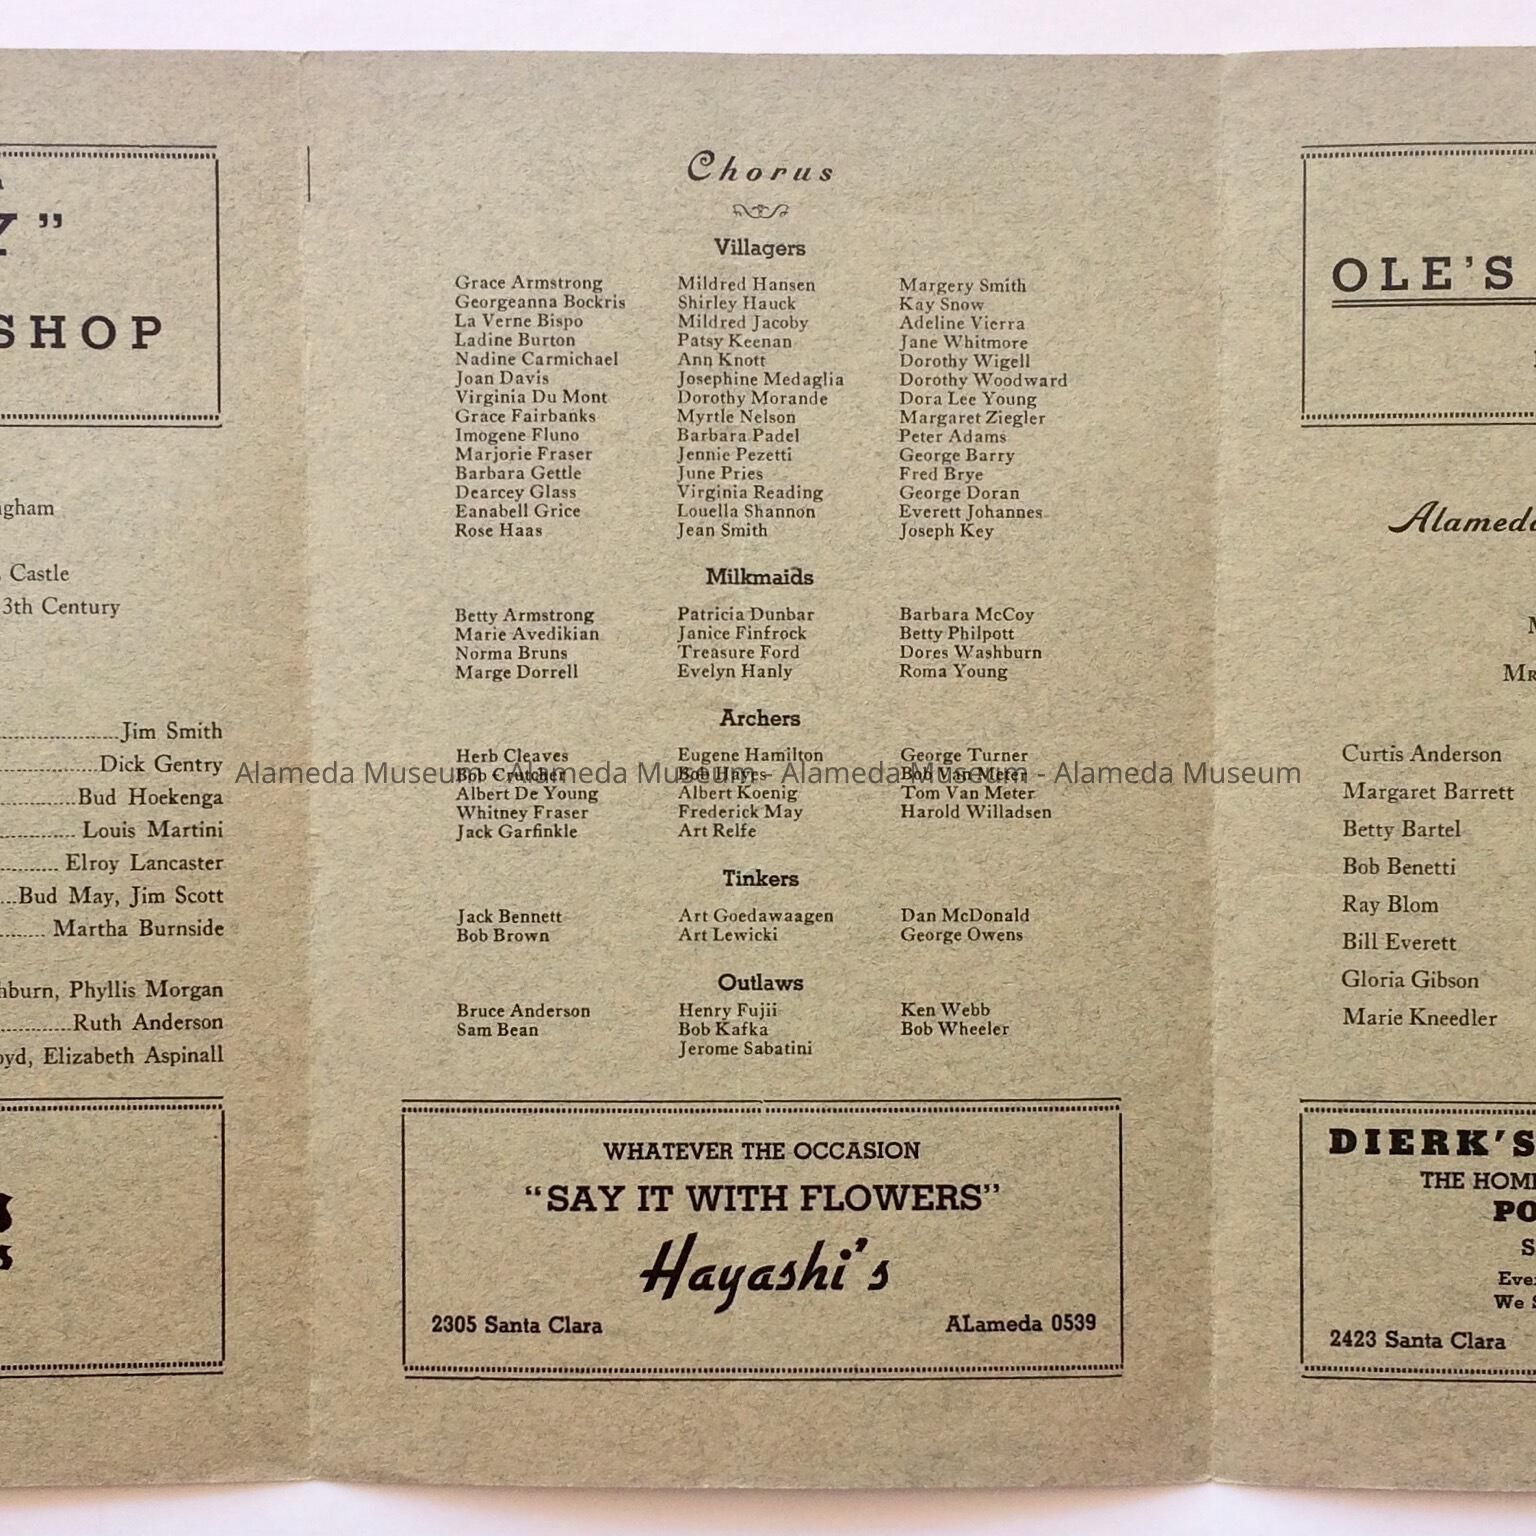 Y”
SHOP
Castle
3th Century
Jim Smith
Dick Gentry
Bud Hoekenga
Louis Martini
Elroy Lancaster
Bud May, Jim Scott
Martha Burnside
Phyllis Morgan
Ruth Anderson
Elizabeth Aspinall
Chorus
Villagers
Grace Armstrong Mildred Hansen Margery Smith
Georgeanna Bockris Shirley Hauck Kay Snow
La Verne Bispo Mildred Jacoby Adeline Vierra
Ladine Burton Patsy Keenan Jane Whitmore
Nadine Carmichael Ann Knott Dorothy Wigell
Joan Davis Josephine Medaglia Dorothy Woodward
Virginia Du Mont Dorothy Morande Dora Lee Young
Grace Fairbanks Myrtle Nelson Margaret Ziegler
Imogene Fluno Barbara Padel Peter Adams
Marjorie Fraser Jennie Pezetti George Barry
Barbara Gettle June Pries Fred Brye
Dearcey Glass Virginia Reading George Doran
Eanabell Grice Louella Shannon Everett Johannes
Rose Haas Jean Smith Joseph Key
Milkmaids
Betty Armstrong Patricia Dunbar Barbara McCoy
Marie Avedikian Janice Finfrock Betty Philpott
Norma Bruns Treasure Ford Dores Washburn
Marge Dorrell Evelyn Hanly Roma Young
Archers
Herb Cleaves Eugene Hamilton George Turner
Bob Crutcher Bob Hayes Bob Van Meter
Alameda Museum - Alameda Museum - Alameda Museum - Alameda Museum
Albert De Young Albert Koenig Tom Van Meter
Whitney Fraser Frederick May Harold Willadsen
Jack Garfinkle Art Relfe
Tinkers
Jack Bennett Art Goedawaagen Dan McDonald
Bob Brown Art Lewicki George Owens
Outlaws
Bruce Anderson Henry Fujii Ken Webb
Sam Bean Bob Kafka Bob Wheeler
Jerome Sabatini
WHATEVER THE OCCASION
“SAY IT WITH FLOWERS”
Hayashi's
2305 Santa Clara ALameda 0539
OLE'S
Alameda
Curtis Anderson
Margaret Barrett
Betty Bartel
Bob Benetti
Ray Blom
Bill Everett
Gloria Gibson
Marie Kneedler
DIERK'S
THE HOM
PO
We
2423 Santa Clara